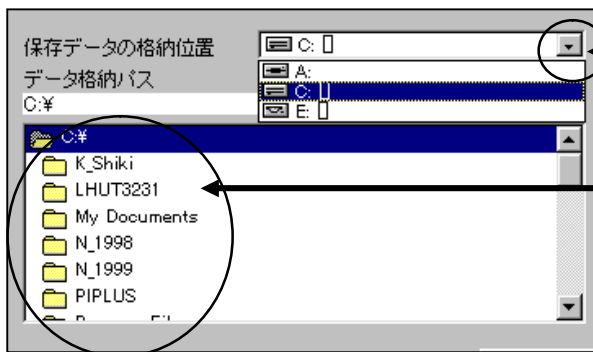 保存データの格納位置
C: []
データ格納パス
A:
C: []
E: []
C:¥
C:¥
K_Shiki
LHUT3231
My Documents
N_1998
N_1999
PIPLUS